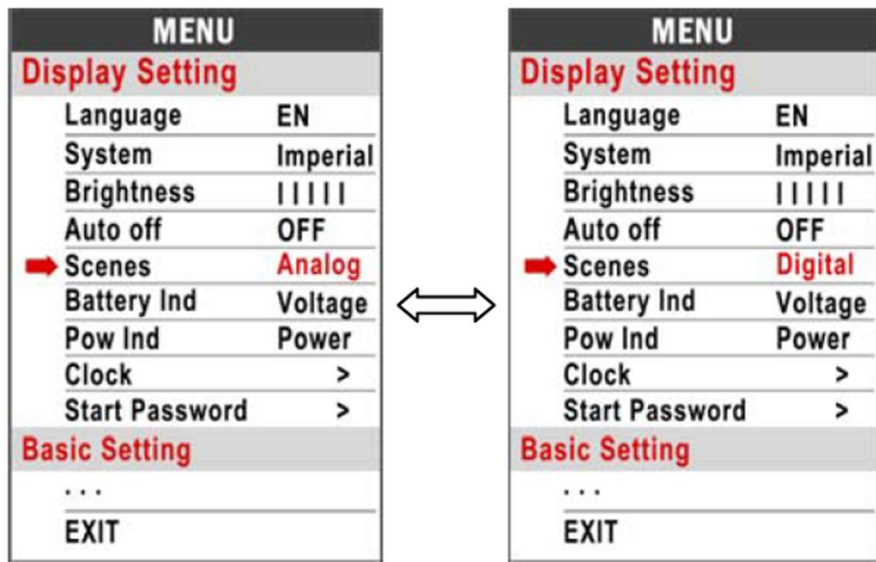 MENU
Display Setting
Language EN
System Imperial
Brightness I I I I I
Auto off OFF
Scenes Analog
Battery Ind Voltage
Pow Ind Power
Clock >
Start Password >
Basic Setting
. . .
EXIT
MENU
Display Setting
Language EN
System Imperial
Brightness I I I I I
Auto off OFF
Scenes Digital
Battery Ind Voltage
Pow Ind Power
Clock >
Start Password >
Basic Setting
. . .
EXIT